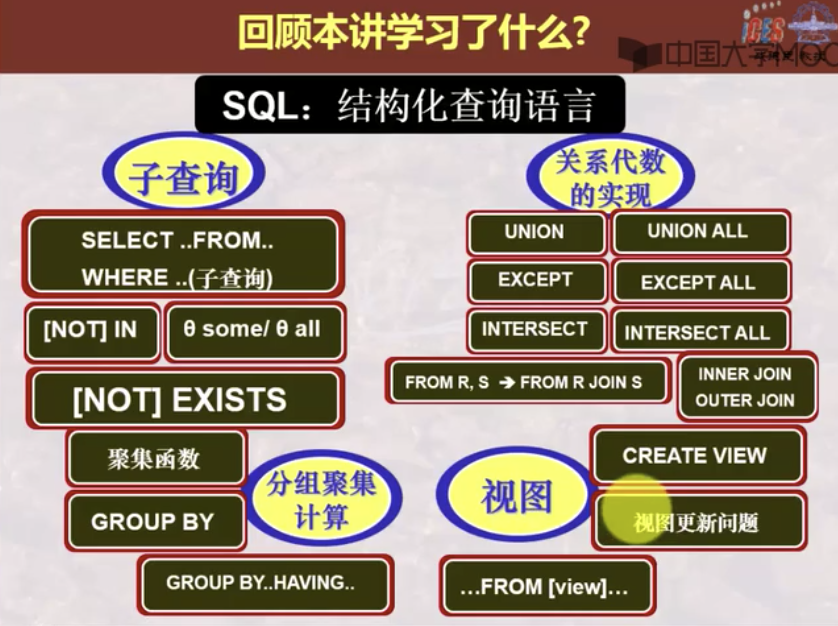 回顾本讲学习了什么?
中国大学MOO
SQL：结构化查询语言
子查询
SELECT ..FROM..
WHERE ..(子查询)
[NOT] IN
θ some/ θ all
[NOT] EXISTS
关系代数
的实现
UNION
UNION ALL
EXCEPT
EXCEPT ALL
INTERSECT
INTERSECT ALL
FROM R, S ➔ FROM R JOIN S
INNER JOIN
OUTER JOIN
聚集函数
GROUP BY
分组聚集
计算
GROUP BY..HAVING..
视图
CREATE VIEW
视图更新问题
...FROM [view]...